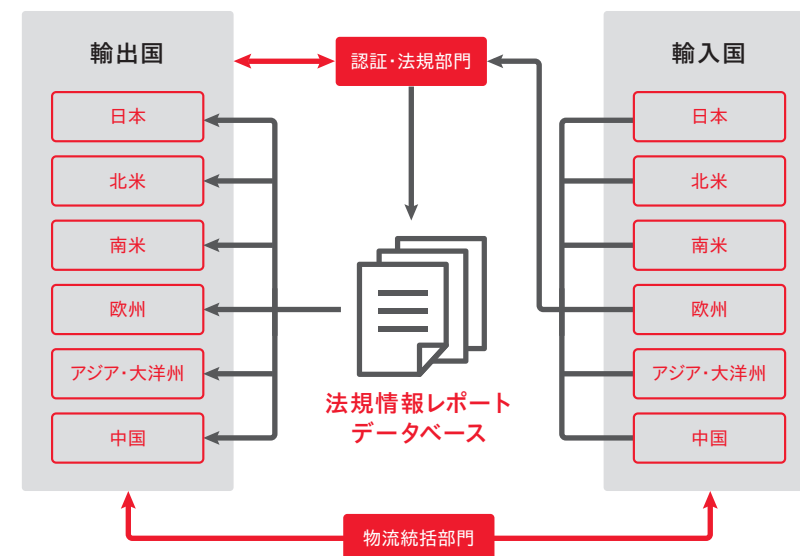 輸出国
認証・法規部門
輸入国
日本
北米
南米
欧州
アジア・大洋州
中国
法規情報レポート
データベース
日本
北米
南米
欧州
アジア・大洋州
中国
物流統括部門